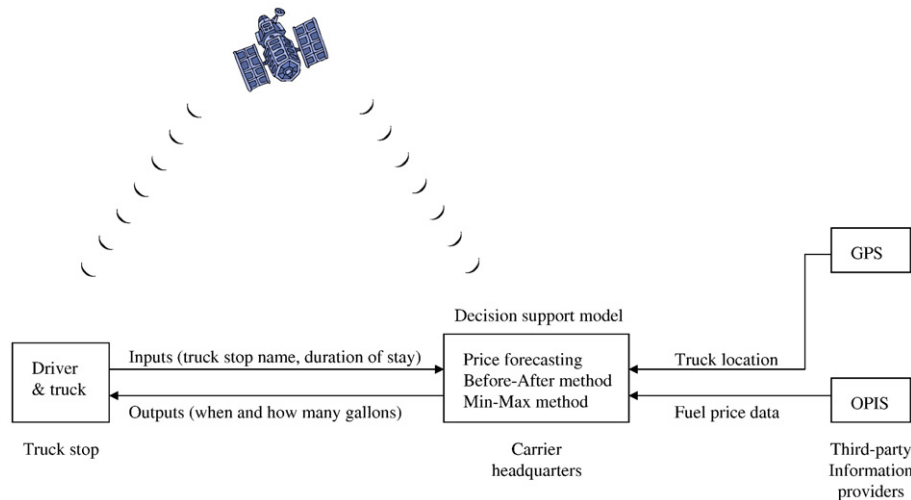 GPS
Decision support model
Driver
& truck
Inputs (truck stop name, duration of stay)
Outputs (when and how many gallons)
Price forecasting
Before-After method
Min-Max method
Truck location
Fuel price data
OPIS
Truck stop
Carrier
headquarters
Third-party
Information
providers